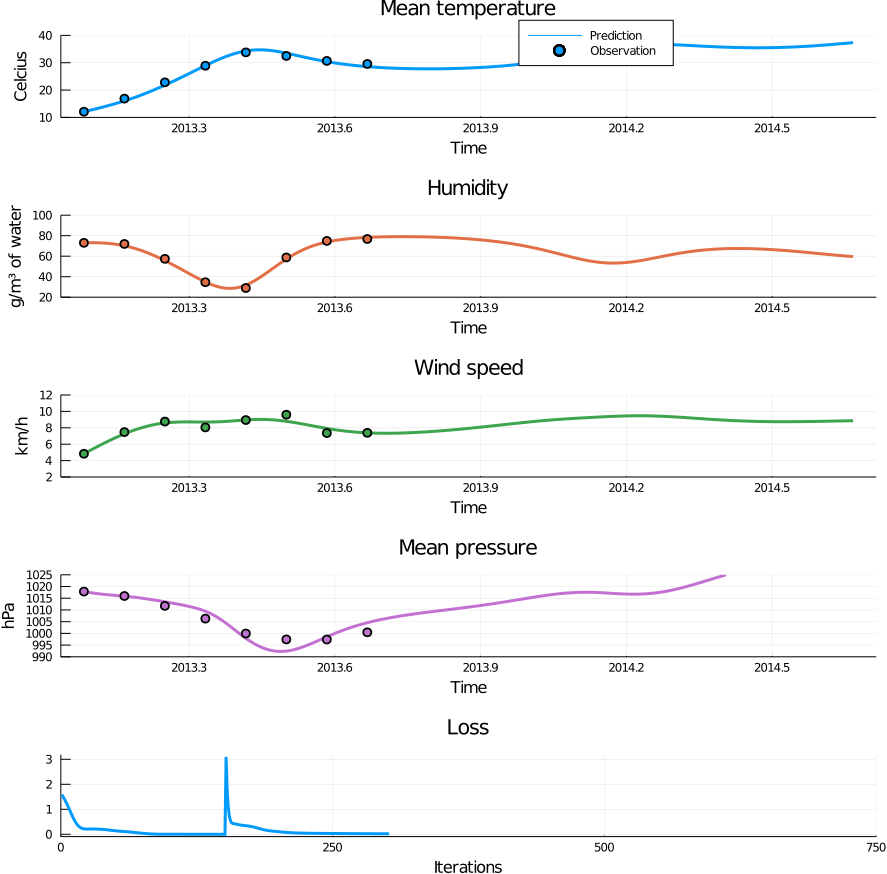 Mean temperature
Prediction
Observation
Celcius
40
30
20
10
2013.3 2013.6 2013.9 2014.2 2014.5
Time
Humidity
g/m³ of water
100
80
60
40
20
2013.3 2013.6 2013.9 2014.2 2014.5
Time
Wind speed
km/h
12
10
8
6
4
2
2013.3 2013.6 2013.9 2014.2 2014.5
Time
Mean pressure
hPa
1025
1020
1015
1010
1005
1000
995
990
2013.3 2013.6 2013.9 2014.2 2014.5
Time
Loss
3
2
1
0
0 250 500 750
Iterations